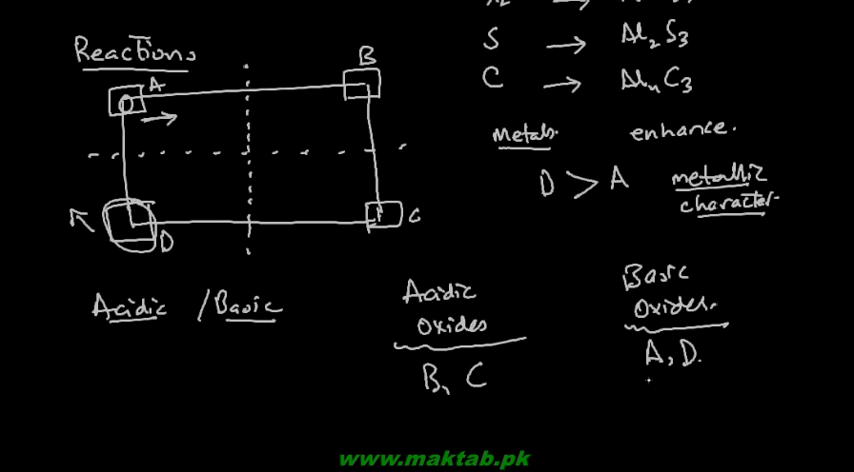 S → Al2S3
Reactions
A
B
C → Al4C3
Metals. enhance.
D > A metallic
character.
C
D
Acidic / Basic
Acidic
Oxides
B, C
Basic
Oxides.
A, D.
www.maktab.pk